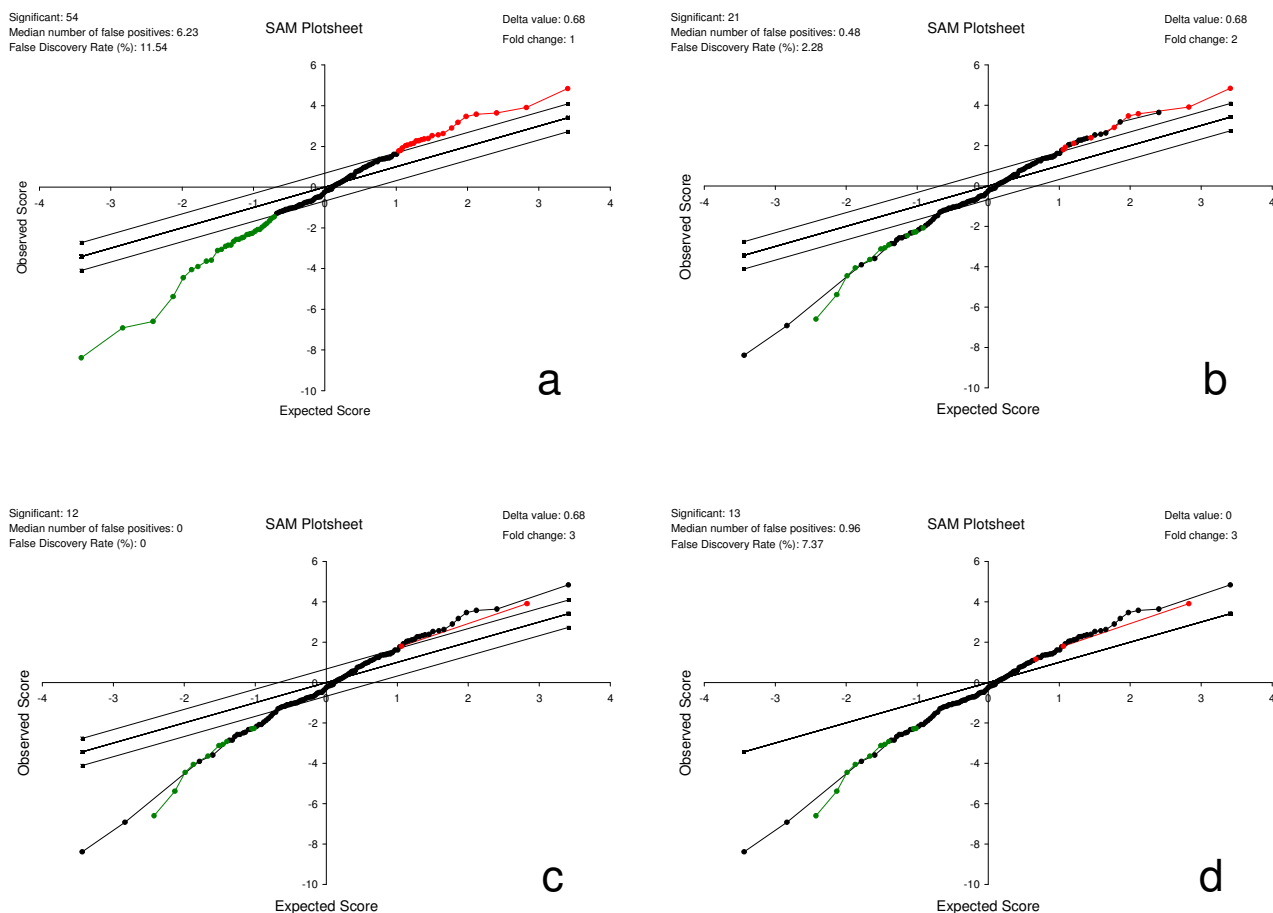 Significant: 54
Median number of false positives: 6.23
False Discovery Rate (%): 11.54
SAM Plotsheet
Delta value: 0.68
Fold change: 1
6
4
2
0
-4
-3
-2
-1
0
1
2
3
4
-2
-4
-6
-8
-10
Observed Score
Expected Score
a
Significant: 21
Median number of false positives: 0.48
False Discovery Rate (%): 2.28
SAM Plotsheet
Delta value: 0.68
Fold change: 2
6
4
2
0
-4
-3
-2
-1
0
1
2
3
4
-2
-4
-6
-8
-10
Observed Score
Expected Score
b
Significant: 12
Median number of false positives: 0
False Discovery Rate (%): 0
SAM Plotsheet
Delta value: 0.68
Fold change: 3
6
4
2
0
-4
-3
-2
-1
0
1
2
3
4
-2
-4
-6
-8
-10
Observed Score
Expected Score
c
Significant: 13
Median number of false positives: 0.96
False Discovery Rate (%): 7.37
SAM Plotsheet
Delta value: 0
Fold change: 3
6
4
2
0
-4
-3
-2
-1
0
1
2
3
4
-2
-4
-6
-8
-10
Observed Score
Expected Score
d